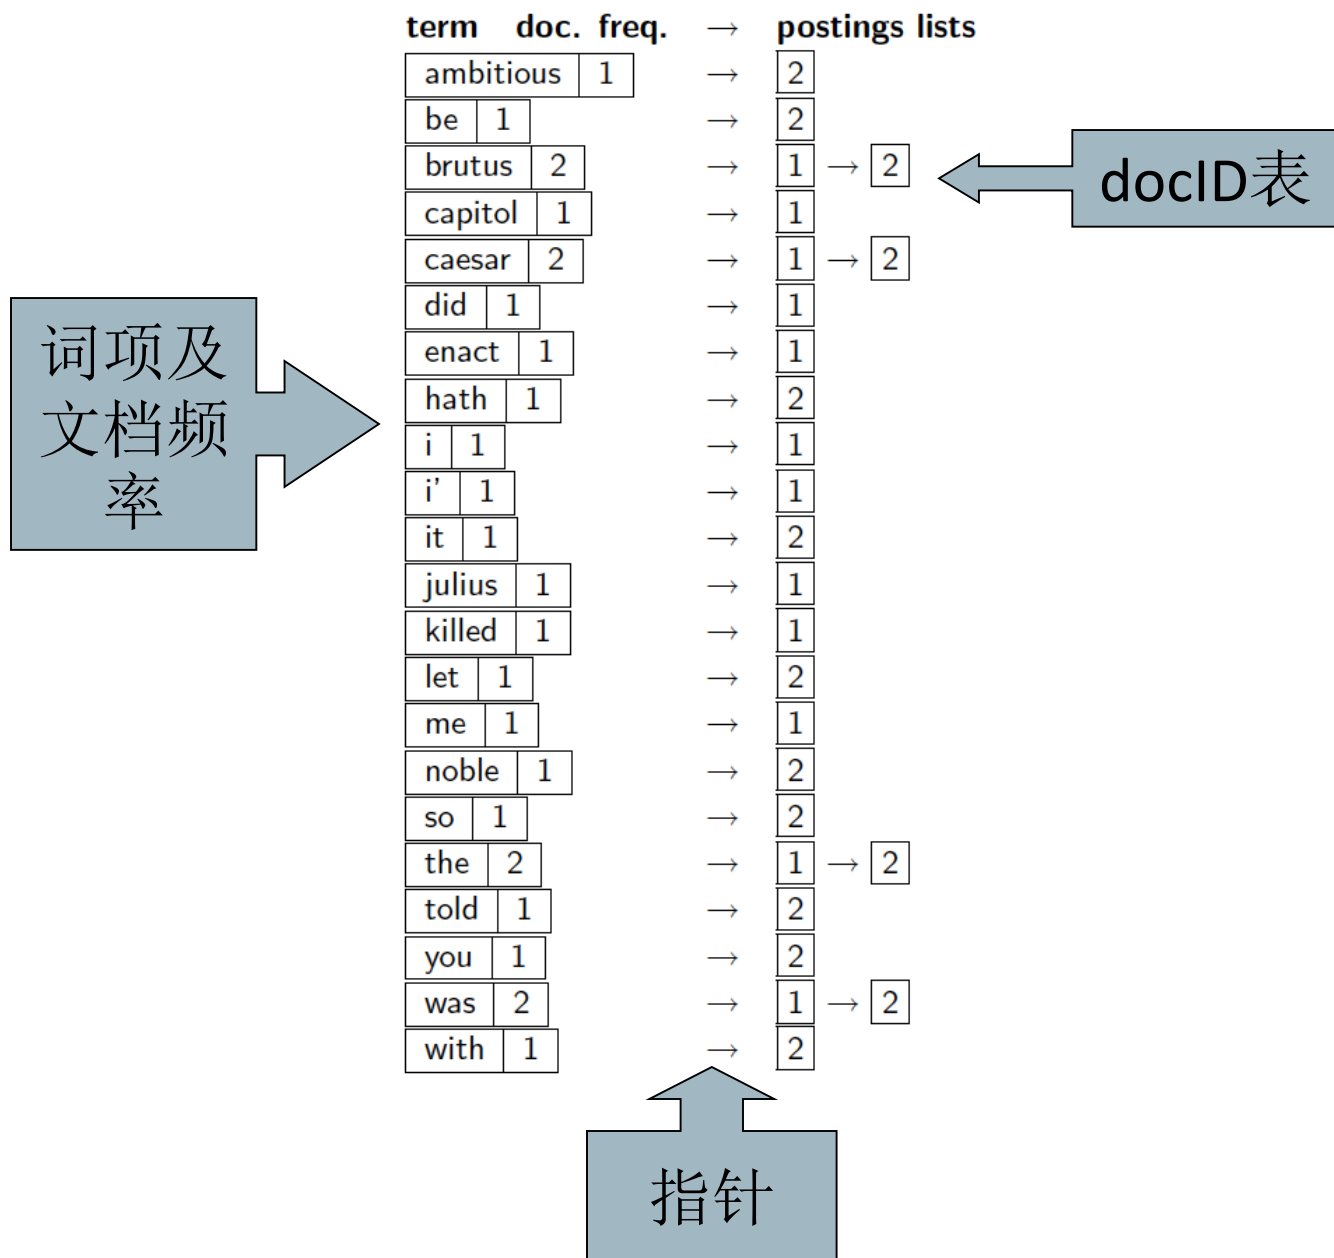 term doc. freq. → postings lists
ambitious 1 → 2
be 1 → 2
brutus 2 → 1 → 2
capitol 1 → 1
caesar 2 → 1 → 2
did 1 → 1
enact 1 → 1
hath 1 → 2
i 1 → 1
i' 1 → 1
it 1 → 2
julius 1 → 1
killed 1 → 1
let 1 → 2
me 1 → 1
noble 1 → 2
so 1 → 2
the 2 → 1 → 2
told 1 → 2
you 1 → 2
was 2 → 1 → 2
with 1 → 2
docID表
词项及
文档频
率
指针